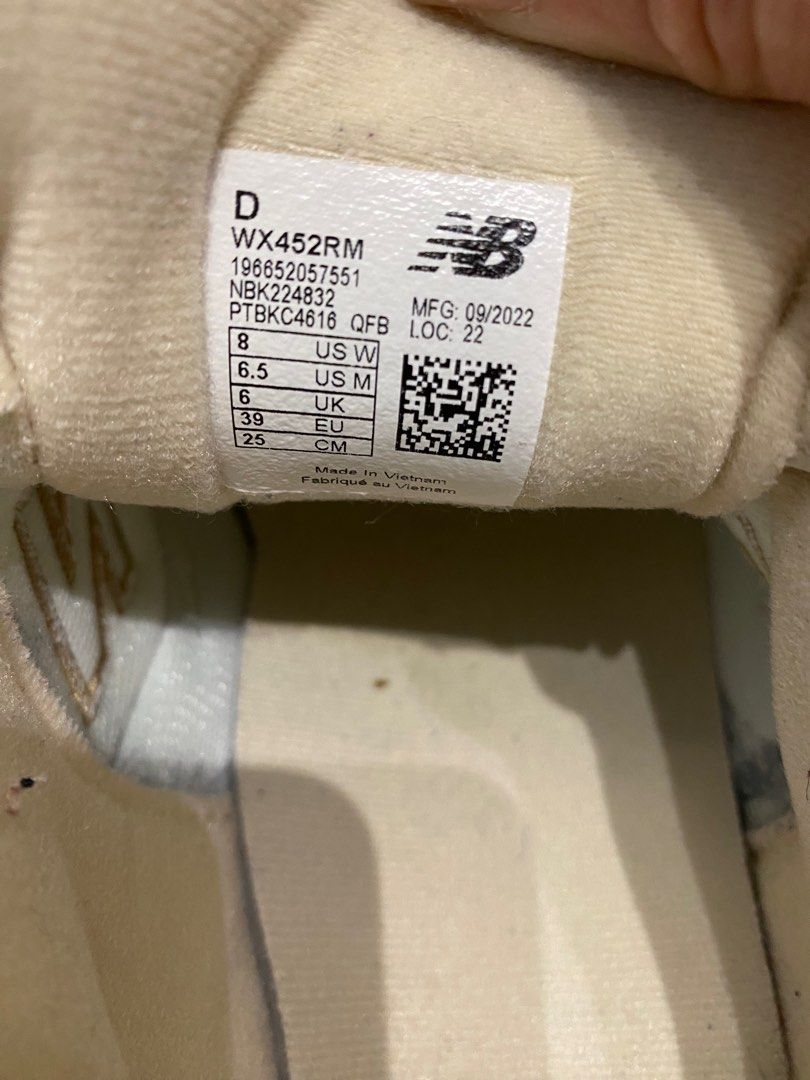 D
WX452RM
196652057551
NBK224832
PTBKC4616 QFB
NB
MFG: 09/2022
LOC: 22
8 US W
6.5 US M
6 UK
39 EU
25 CM
Made In Vietnam
Fabriqué au Vietnam